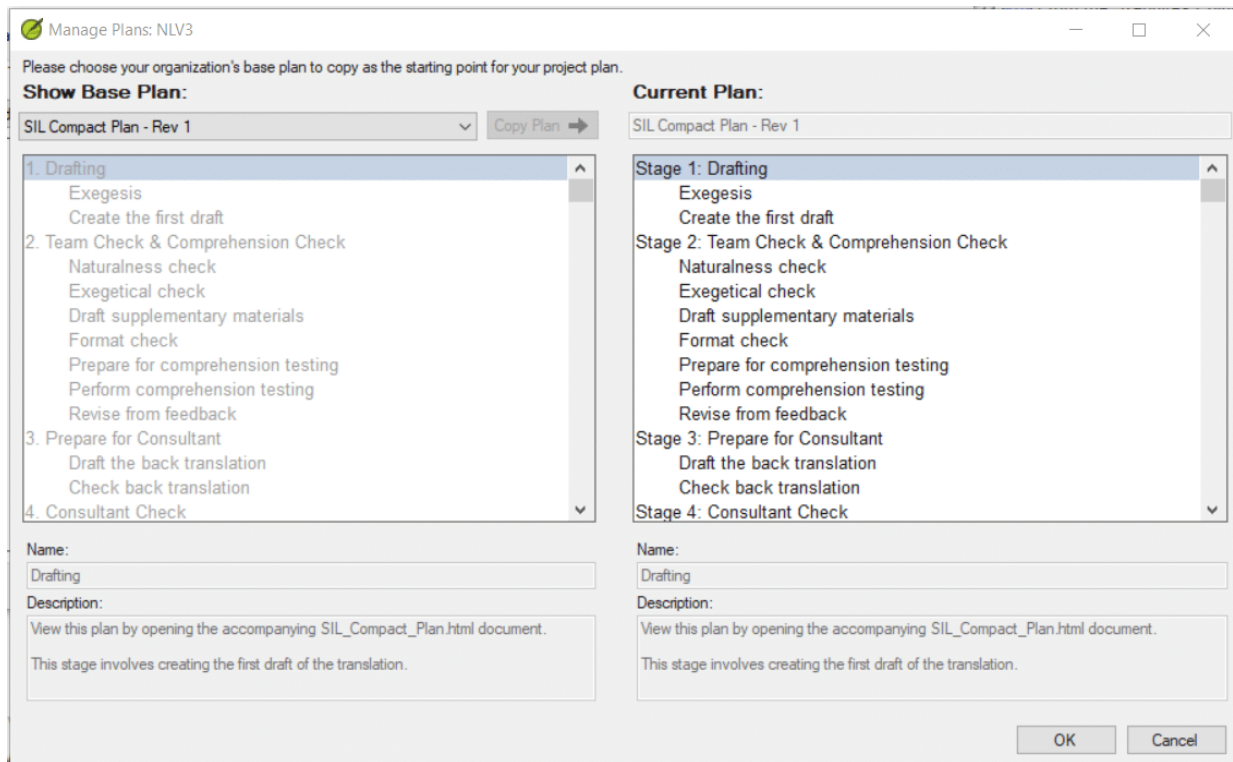 Manage Plans: NLV3
Please choose your organization's base plan to copy as the starting point for your project plan.
Show Base Plan:
SIL Compact Plan - Rev 1
Copy Plan
1. Drafting
Exegesis
Create the first draft
2. Team Check & Comprehension Check
Naturalness check
Exegetical check
Draft supplementary materials
Format check
Prepare for comprehension testing
Perform comprehension testing
Revise from feedback
3. Prepare for Consultant
Draft the back translation
Check back translation
4. Consultant Check
Name:
Drafting
Description:
View this plan by opening the accompanying SIL_Compact_Plan.html document.
This stage involves creating the first draft of the translation.
Current Plan:
SIL Compact Plan - Rev 1
Stage 1: Drafting
Exegesis
Create the first draft
Stage 2: Team Check & Comprehension Check
Naturalness check
Exegetical check
Draft supplementary materials
Format check
Prepare for comprehension testing
Perform comprehension testing
Revise from feedback
Stage 3: Prepare for Consultant
Draft the back translation
Check back translation
Stage 4: Consultant Check
Name:
Drafting
Description:
View this plan by opening the accompanying SIL_Compact_Plan.html document.
This stage involves creating the first draft of the translation.
OK
Cancel